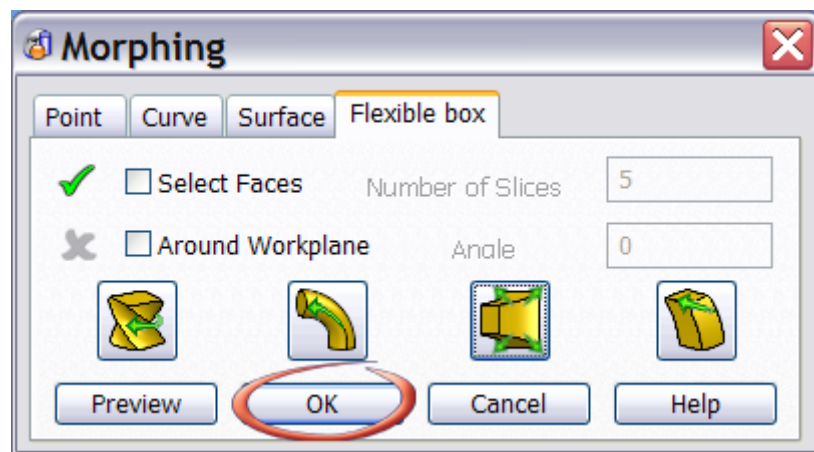 Morphing
Point Curve Surface Flexible box
Select Faces Number of Slices 5
Around Workplane Angle 0
Preview OK Cancel Help